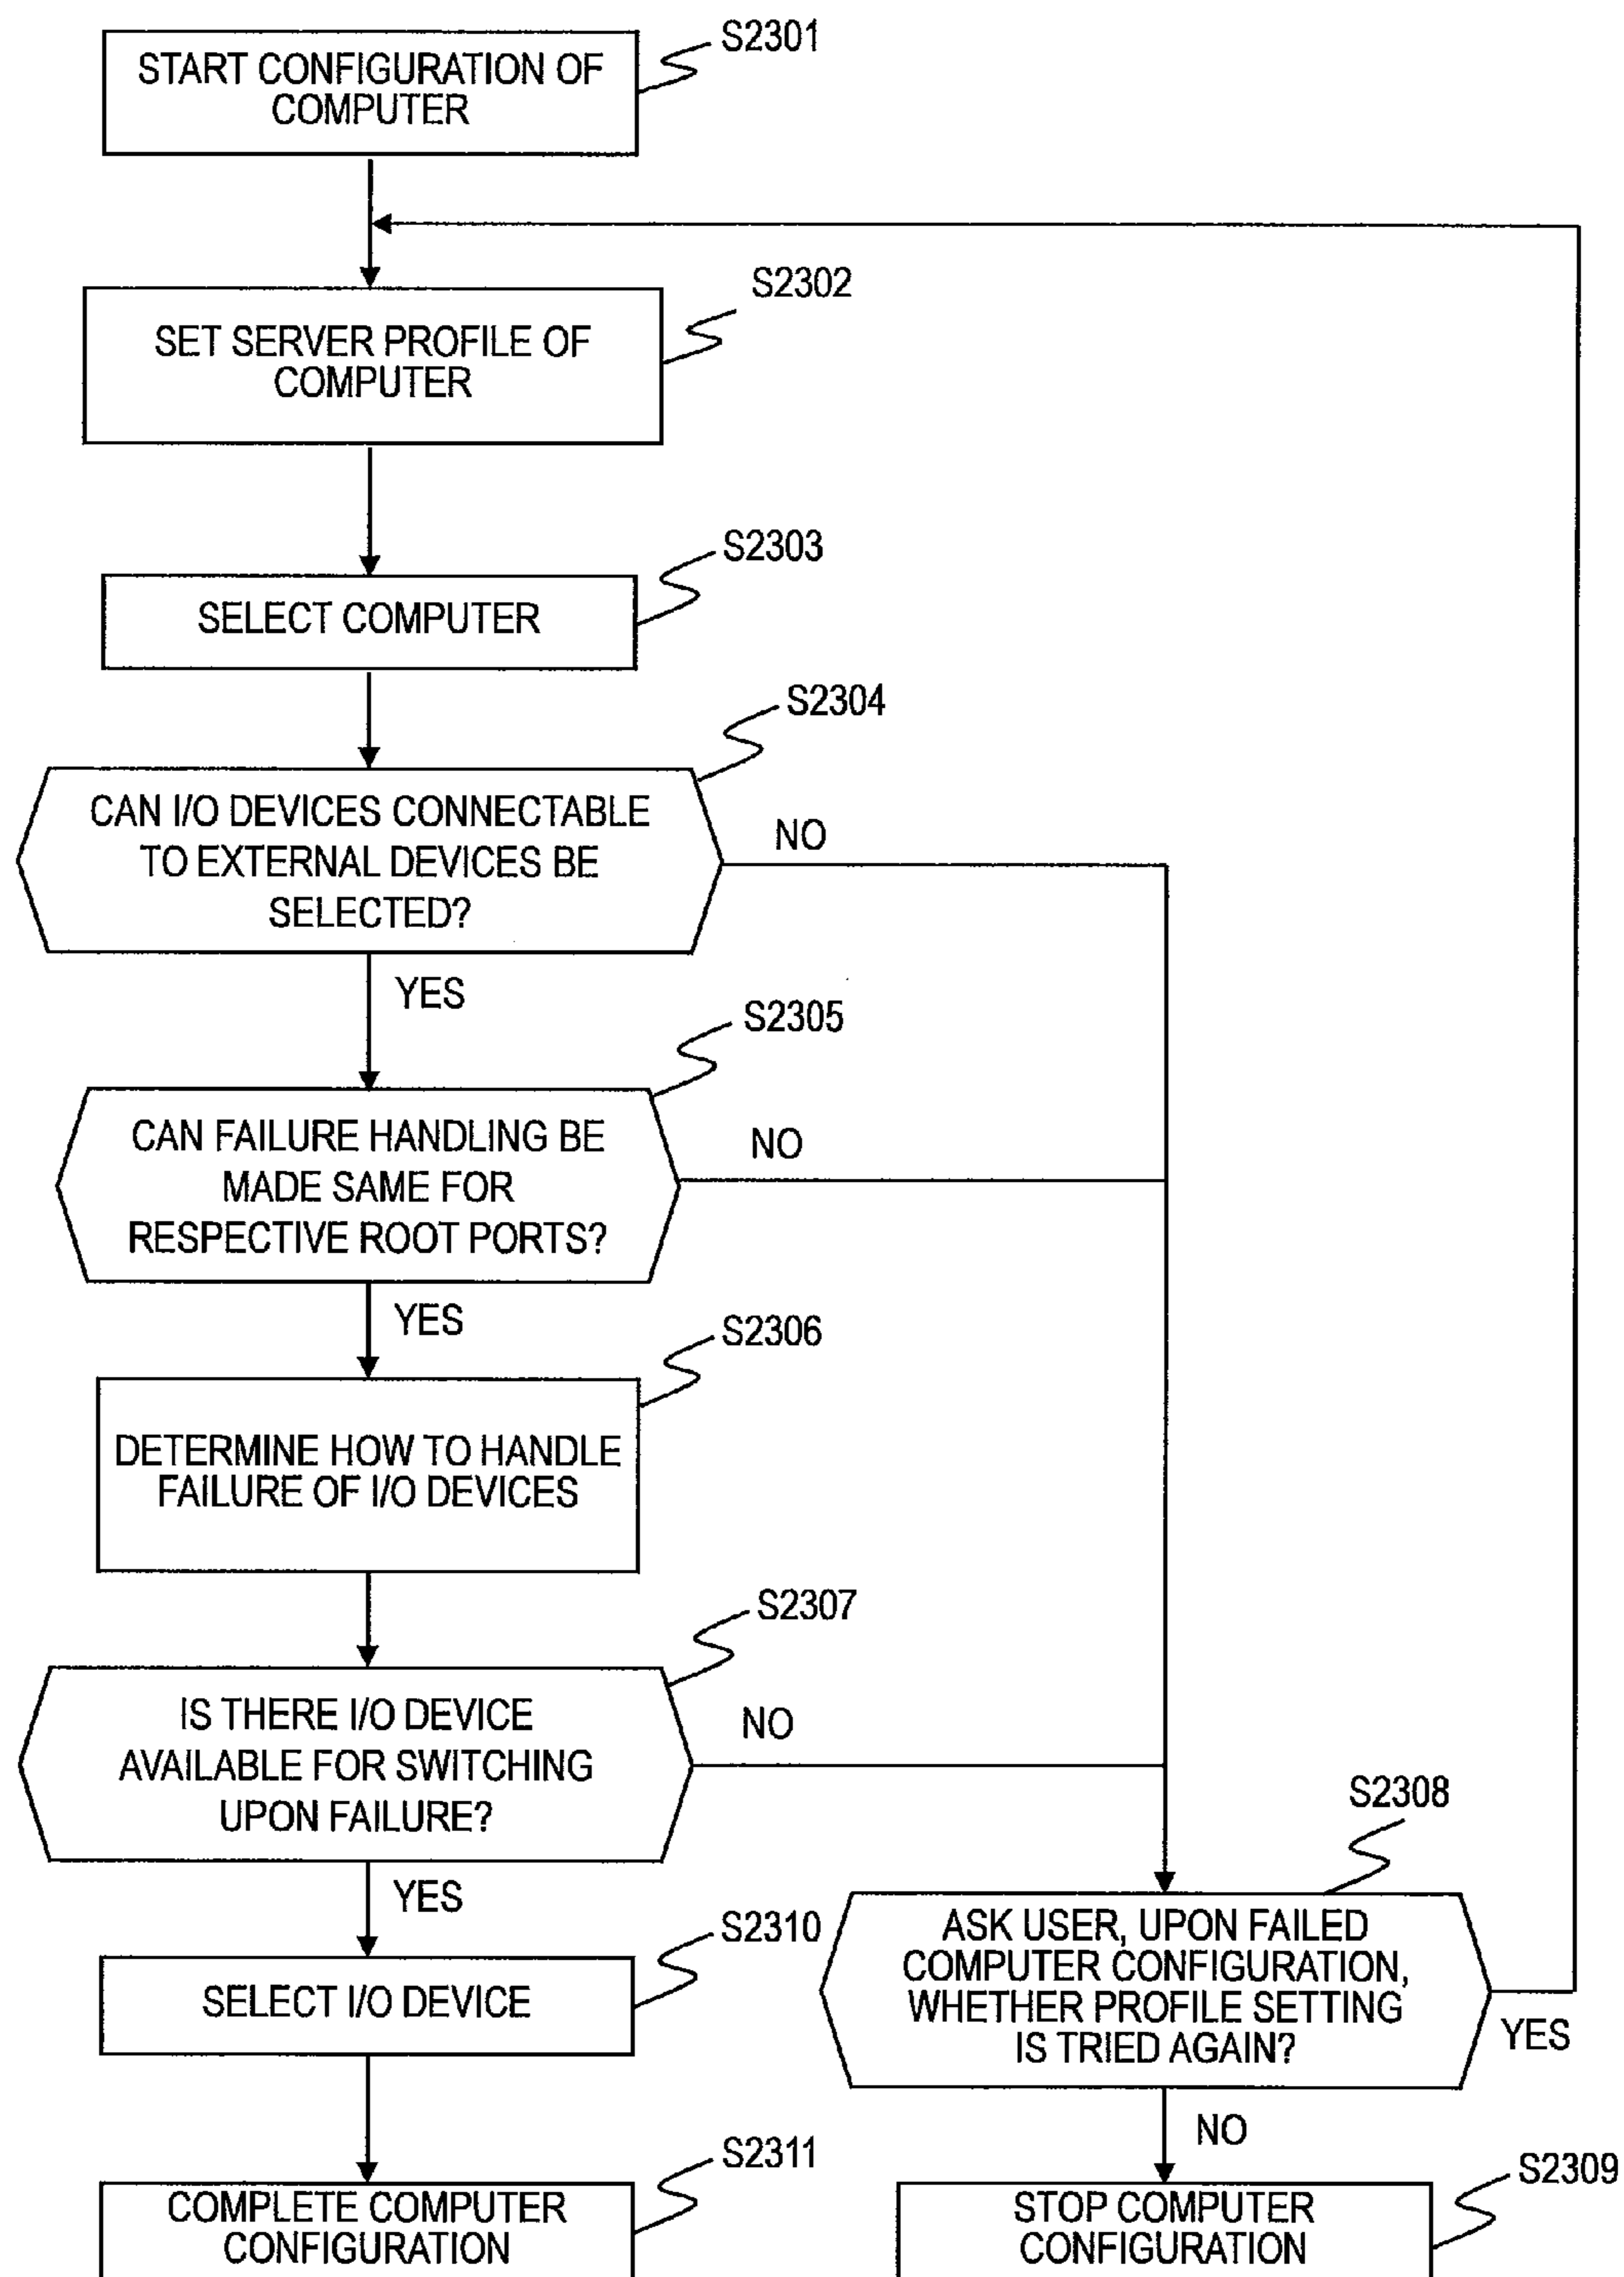 S2301
START CONFIGURATION OF
COMPUTER
S2302
SET SERVER PROFILE OF
COMPUTER
S2303
SELECT COMPUTER
S2304
CAN I/O DEVICES CONNECTABLE
TO EXTERNAL DEVICES BE
SELECTED?
NO
YES
S2305
CAN FAILURE HANDLING BE
MADE SAME FOR
RESPECTIVE ROOT PORTS?
NO
YES
S2306
DETERMINE HOW TO HANDLE
FAILURE OF I/O DEVICES
S2307
IS THERE I/O DEVICE
AVAILABLE FOR SWITCHING
UPON FAILURE?
NO
YES
S2308
ASK USER, UPON FAILED
COMPUTER CONFIGURATION,
WHETHER PROFILE SETTING
IS TRIED AGAIN?
YES
NO
S2310
SELECT I/O DEVICE
S2311
COMPLETE COMPUTER
CONFIGURATION
S2309
STOP COMPUTER
CONFIGURATION